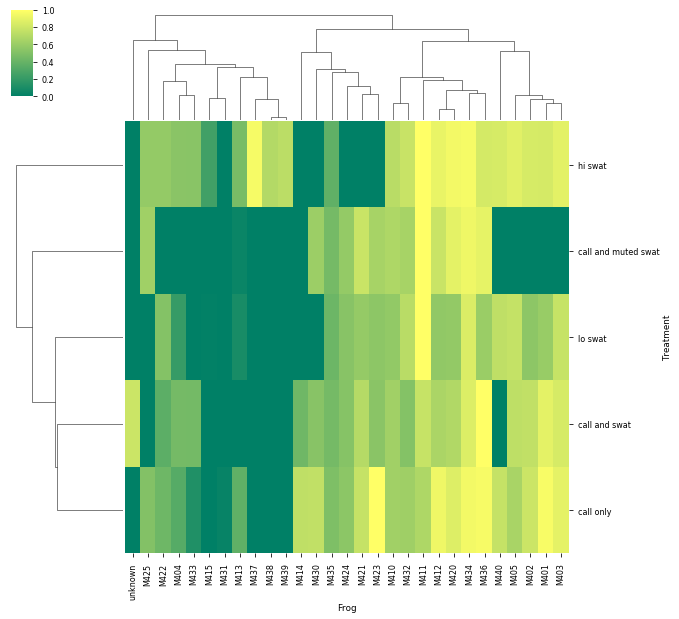 1.0
0.8
0.6
0.4
0.2
0.0
hi swat
call and muted swat
lo swat
call and swat
call only
Treatment
unknown M425 M422 M404 M433 M415 M431 M413 M437 M438 M439 M414 M430 M435 M424 M421 M423 M410 M432 M411 M412 M420 M434 M436 M440 M405 M402 M401 M403
Frog